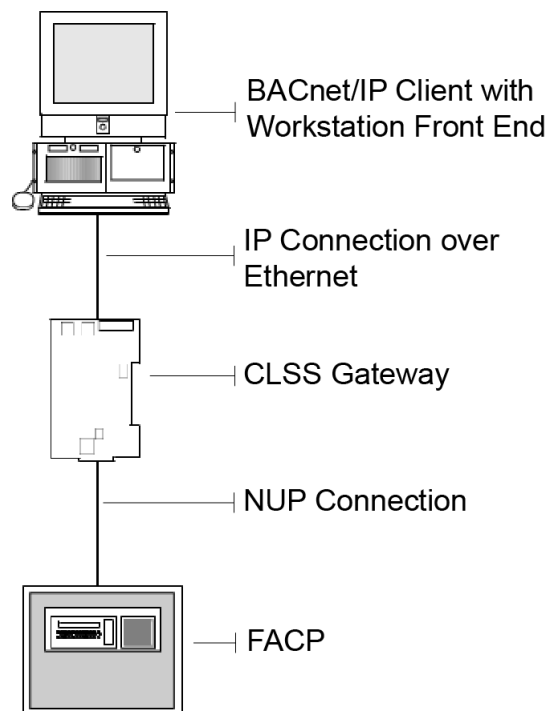 BACnet/IP Client with
Workstation Front End
IP Connection over
Ethernet
CLSS Gateway
NUP Connection
FACP